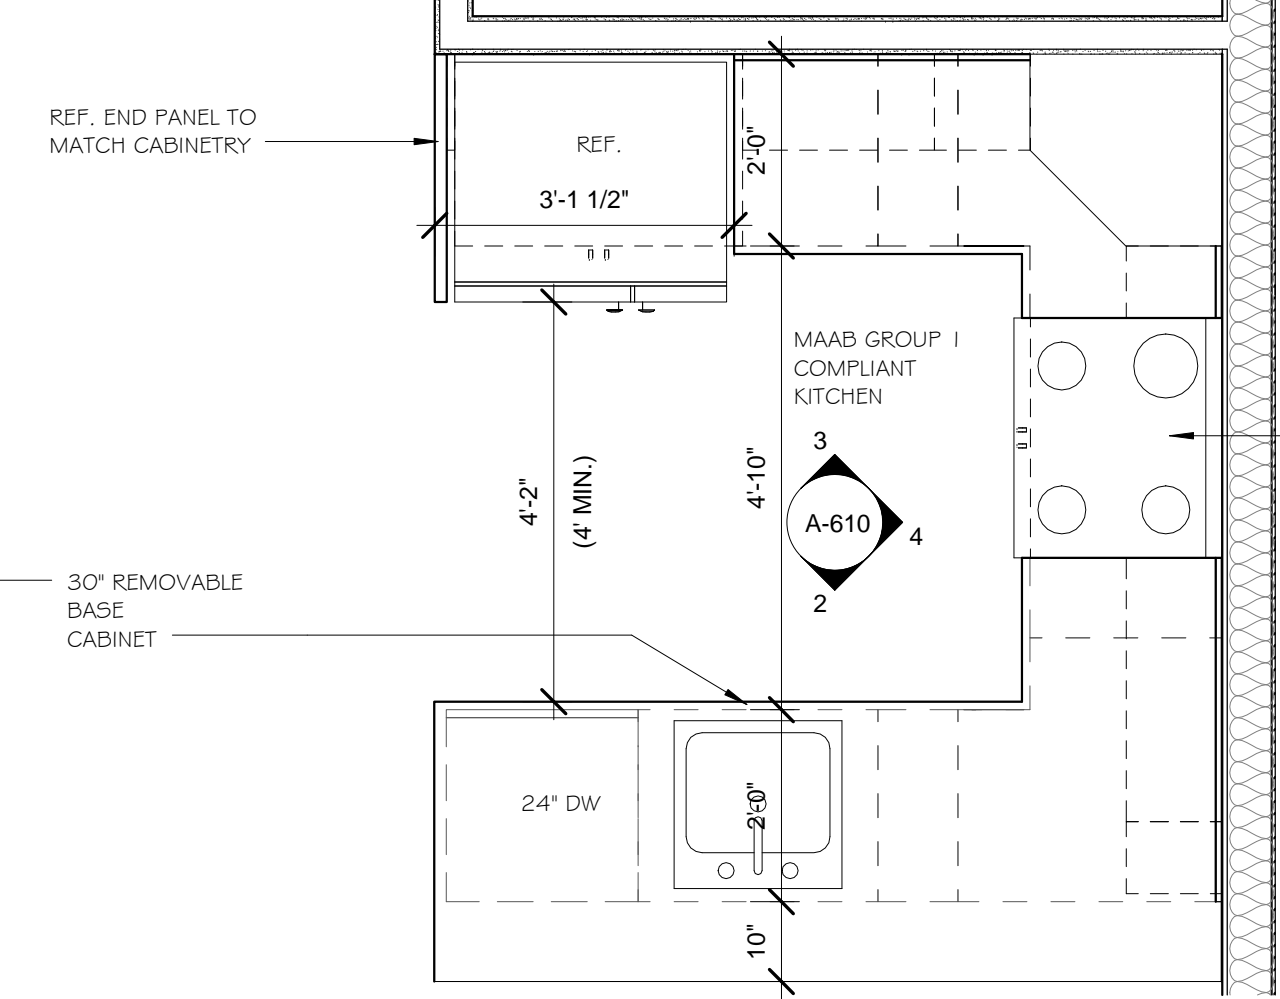 REF. END PANEL TO
MATCH CABINETRY
REF.
3'-1 1/2"
2'-0"
MAAB GROUP 1
COMPLIANT
KITCHEN
3
A-610
4
2
4'-2"
(4' MIN.)
4'-10"
30" REMOVABLE
BASE
CABINET
24" DW
2'-0"
10"